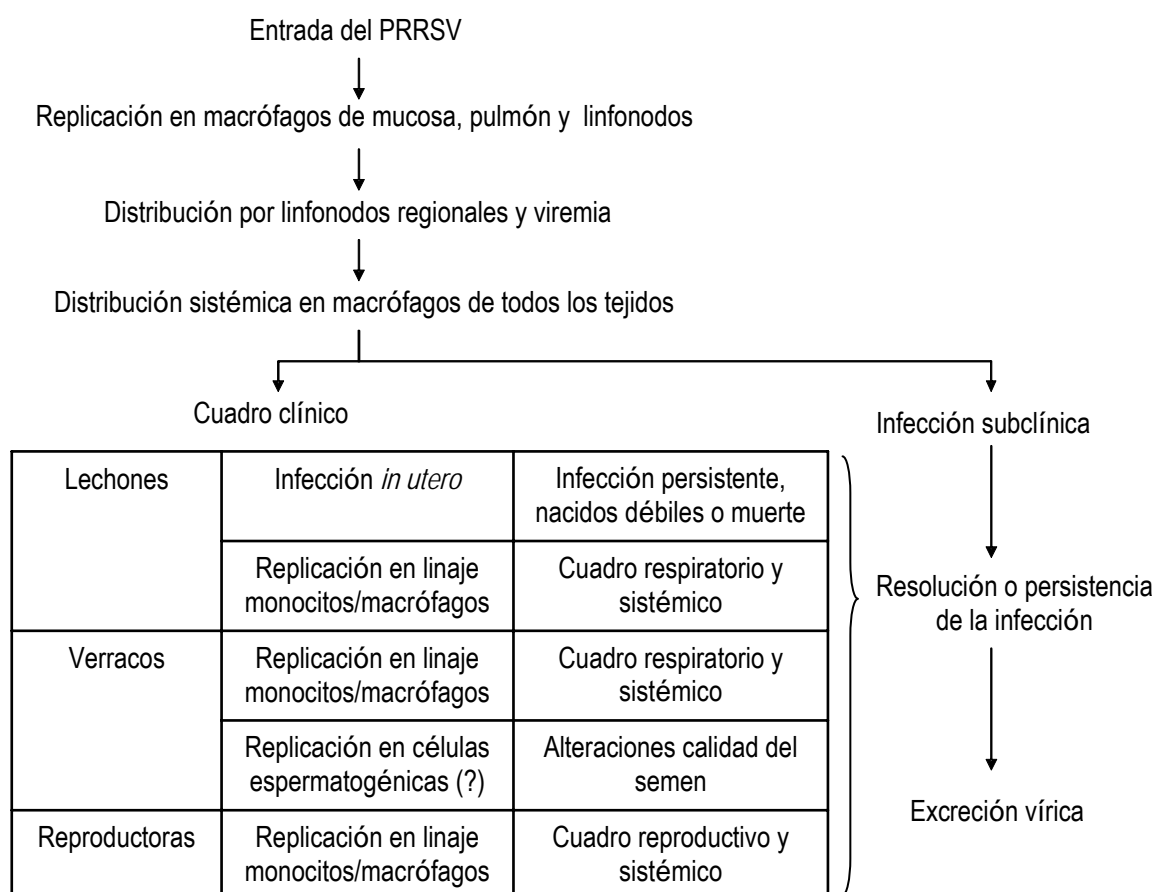 Entrada del PRRSV
Replicación en macrófagos de mucosa, pulmón y linfonodos
Distribución por linfonodos regionales y viremia
Distribución sistémica en macrófagos de todos los tejidos
Cuadro clínico
Infección subclínica
Lechones
Infección in utero
Infección persistente,
nacidos débiles o muerte
Replicación en linaje
monocitos/macrófagos
Cuadro respiratorio y
sistémico
Verracos
Replicación en linaje
monocitos/macrófagos
Cuadro respiratorio y
sistémico
Replicación en células
espermatogénicas (?)
Alteraciones calidad del
semen
Reproductoras
Replicación en linaje
monocitos/macrófagos
Cuadro reproductivo y
sistémico
Resolución o persistencia
de la infección
Excreción vírica